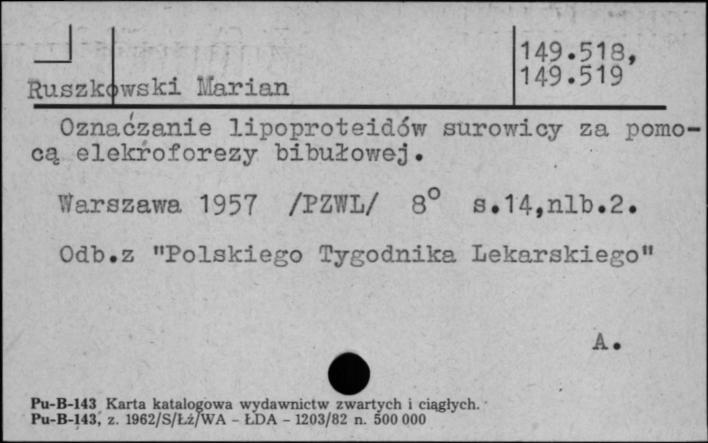 149.518,
149.519
Ruszkowski Marian
Oznaczanie lipoproteidów surowicy za pomo-
cą elekroforezy bibułowej.
Warszawa 1957 /PZWL/ 8° s.14,nlb.2.
Odb.z "Polskiego Tygodnika Lekarskiego"
A.
Pu-B-143 Karta katalogowa wydawnictw zwartych i ciągłych.
Pu-B-143, z. 1962/S/Łż/WA - ŁDA - 1203/82 n. 500 000